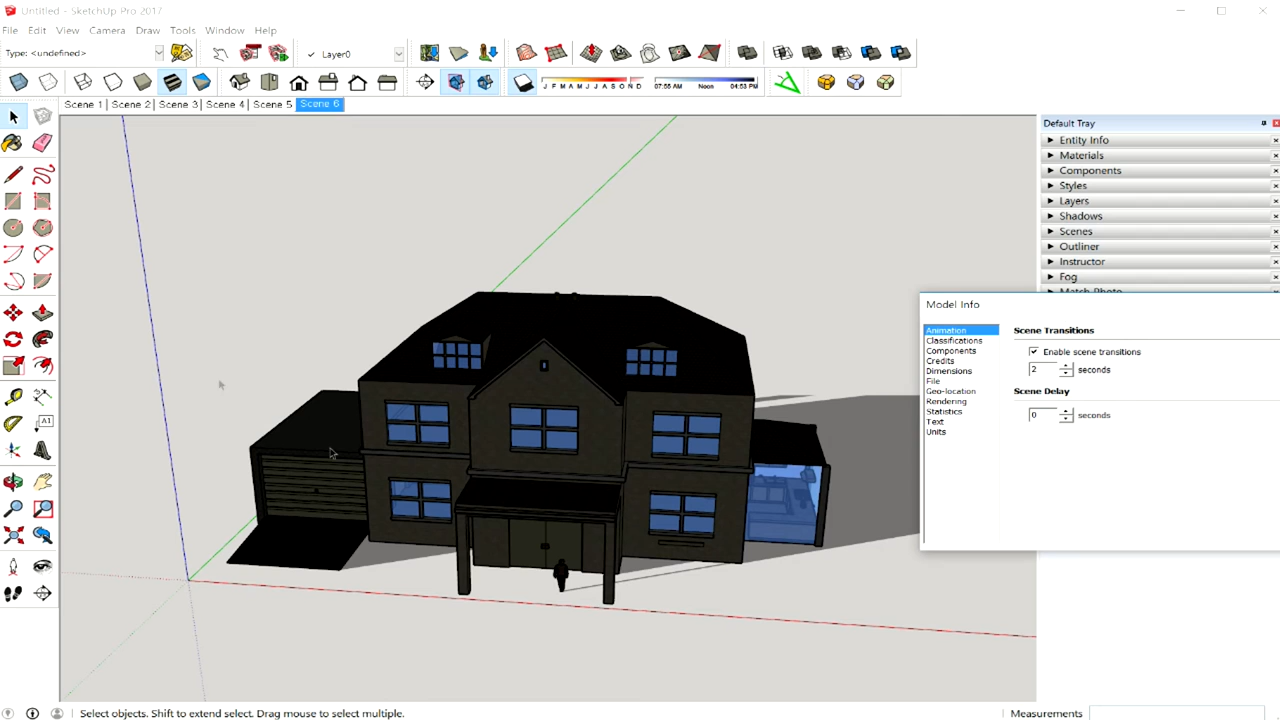 Untitled - SketchUp Pro 2017
File Edit View Camera Draw Tools Window Help
Type: <undefined>
Layer0
J F M A M J J A S O N D
07:55 AM Noon 04:53 PM
Scene 1 Scene 2 Scene 3 Scene 4 Scene 5 Scene 6
Default Tray
Entity Info
Materials
Components
Styles
Layers
Shadows
Scenes
Outliner
Instructor
Fog
Match Photo
A1
Model Info
Animation
Classifications
Components
Credits
Dimensions
File
Geo-location
Rendering
Statistics
Text
Units
Scene Transitions
Enable scene transitions
2 seconds
Scene Delay
0 seconds
Select objects. Shift to extend select. Drag mouse to select multiple.
Measurements